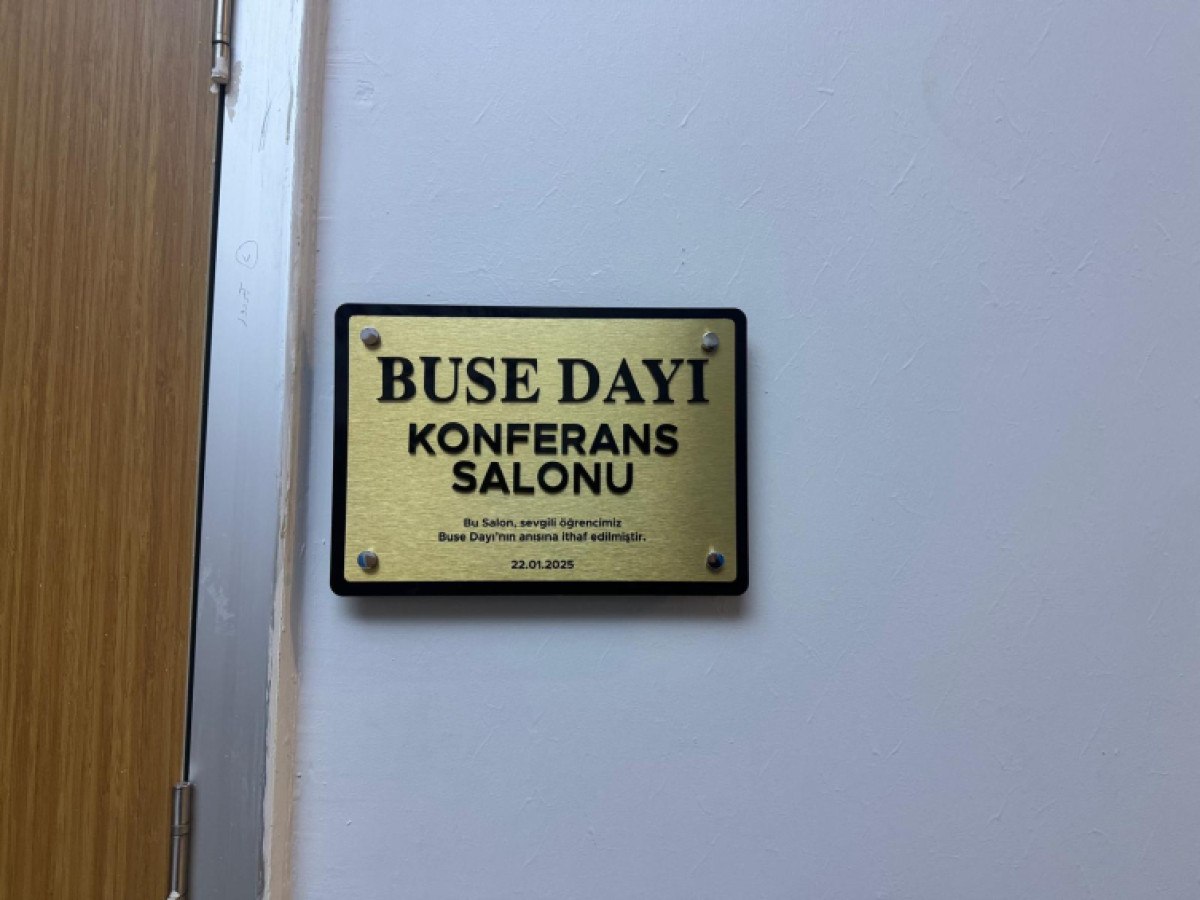 BUSE DAYI
KONFERANS
SALONU
Bu Salon, sevgili öğrencimiz
Buse Dayı'nın anısına ithaf edilmiştir.
22.01.2025